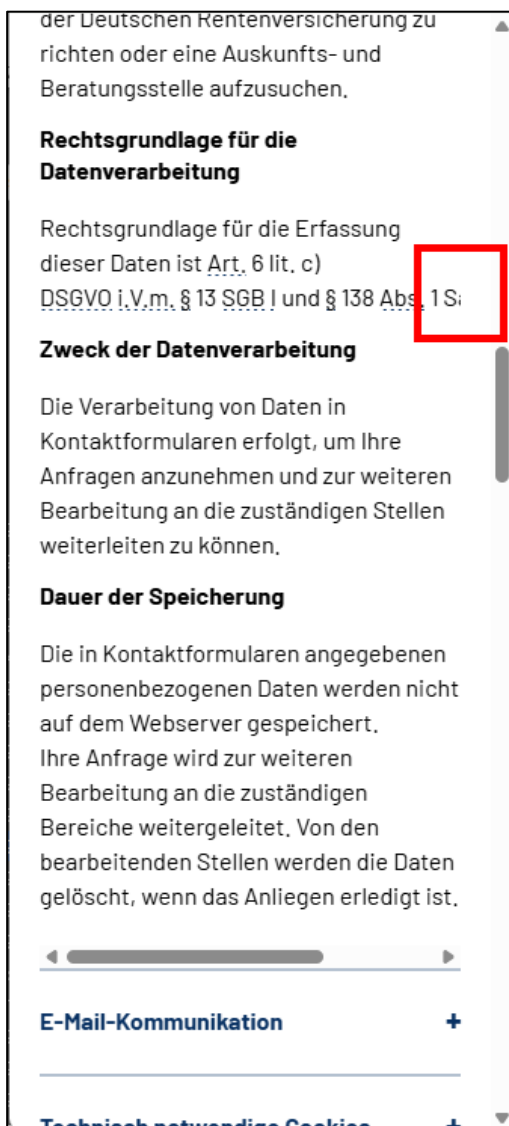 der Deutschen Rentenversicherung zu
richten oder eine Auskunfts- und
Beratungsstelle aufzusuchen.
Rechtsgrundlage für die
Datenverarbeitung
Rechtsgrundlage für die Erfassung
dieser Daten ist Art. 6 lit. c)
DSGVO i.V.m. § 13 SGB I und § 138 Abs. 1
Zweck der Datenverarbeitung
Die Verarbeitung von Daten in
Kontaktformularen erfolgt, um Ihre
Anfragen anzunehmen und zur weiteren
Bearbeitung an die zuständigen Stellen
weiterleiten zu können.
Dauer der Speicherung
Die in Kontaktformularen angegebenen
personenbezogenen Daten werden nicht
auf dem Webserver gespeichert.
Ihre Anfrage wird zur weiteren
Bearbeitung an die zuständigen
Bereiche weitergeleitet. Von den
bearbeitenden Stellen werden die Daten
gelöscht, wenn das Anliegen erledigt ist.
E-Mail-Kommunikation +
Technisch notwendige Cookies +